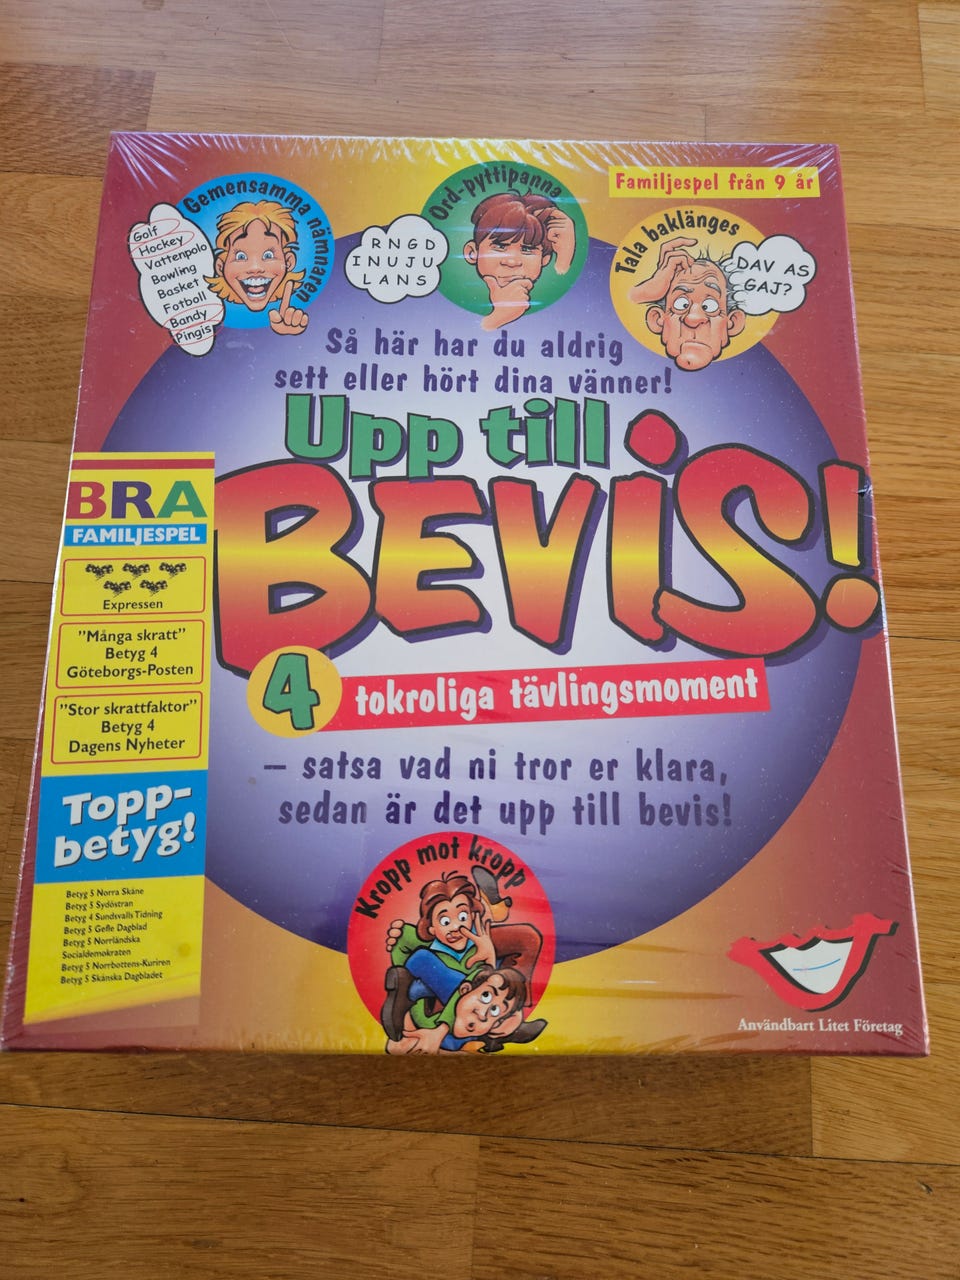 Familjespel från 9 år
Gemensamma nämnaren
Golf
Hockey
Vattenpolo
Bowling
Basket
Fotboll
Bandy
Pingis
Ord-pyttipanna
RNGD
INUJU
LANS
Tala baklänges
DAV AS
GAJ?
Så här har du aldrig
sett eller hört dina vänner!
Upp till
BEViS!
4 tokroliga tävlingsmoment
– satsa vad ni tror er klara,
sedan är det upp till bevis!
BRA
FAMILJESPEL
Expressen
"Många skratt"
Betyg 4
Göteborgs-Posten
"Stor skrattfaktor"
Betyg 4
Dagens Nyheter
Topp-
betyg!
Betyg 5 Norra Skåne
Betyg 5 Sydöstran
Betyg 4 Sundsvalls Tidning
Betyg 5 Gefle Dagblad
Betyg 5 Norrländska
Socialdemokraten
Betyg 5 Norrbottens-Kuriren
Betyg 5 Skånska Dagbladet
Kropp mot kropp
Användbart Litet Företag